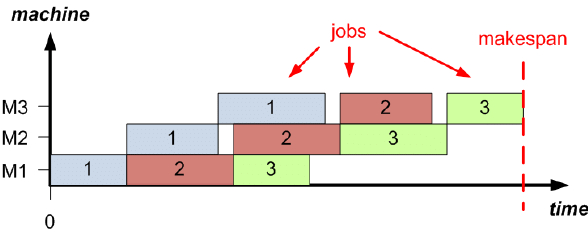 machine
jobs
makespan
M3 1 2 3
M2 1 2 3
M1 1 2 3
0
time